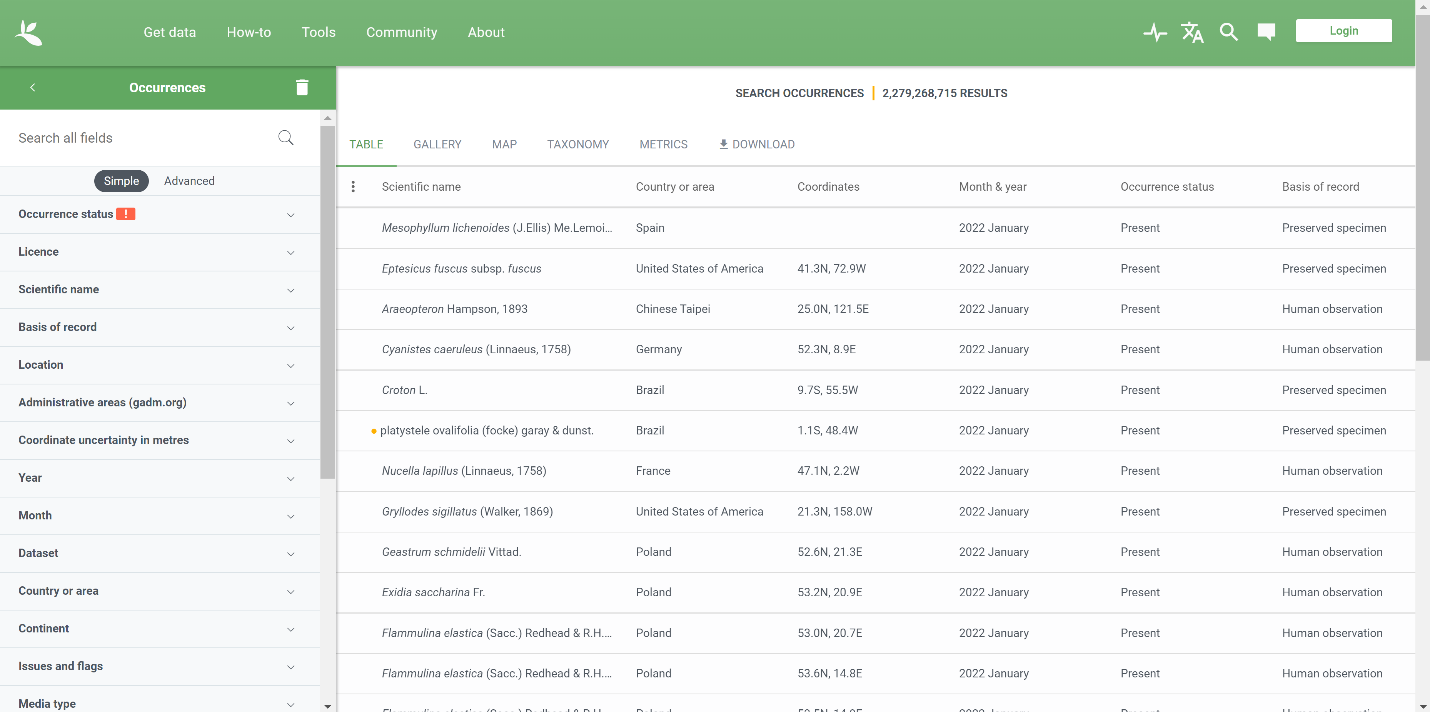 Get data How-to Tools Community About Login
Occurrences
Search all fields
Simple Advanced
Occurrence status !
Licence
Scientific name
Basis of record
Location
Administrative areas (gadm.org)
Coordinate uncertainty in metres
Year
Month
Dataset
Country or area
Continent
Issues and flags
Media type
SEARCH OCCURRENCES | 2,279,268,715 RESULTS
TABLE GALLERY MAP TAXONOMY METRICS DOWNLOAD
Scientific name Country or area Coordinates Month & year Occurrence status Basis of record
Mesophyllum lichenoides (J.Ellis) Me.Lemoi... Spain 2022 January Present Preserved specimen
Eptesicus fuscus subsp. fuscus United States of America 41.3N, 72.9W 2022 January Present Preserved specimen
Araeopteron Hampson, 1893 Chinese Taipei 25.0N, 121.5E 2022 January Present Human observation
Cyanistes caeruleus (Linnaeus, 1758) Germany 52.3N, 8.9E 2022 January Present Human observation
Croton L. Brazil 9.7S, 55.5W 2022 January Present Preserved specimen
platystele ovalifolia (focke) garay & dunst. Brazil 1.1S, 48.4W 2022 January Present Preserved specimen
Nucella lapillus (Linnaeus, 1758) France 47.1N, 2.2W 2022 January Present Human observation
Gryllodes sigillatus (Walker, 1869) United States of America 21.3N, 158.0W 2022 January Present Preserved specimen
Geastrum schmidelii Vittad. Poland 52.6N, 21.3E 2022 January Present Human observation
Exidia saccharina Fr. Poland 53.2N, 20.9E 2022 January Present Human observation
Flammulina elastica (Sacc.) Redhead & R.H.... Poland 53.0N, 20.7E 2022 January Present Human observation
Flammulina elastica (Sacc.) Redhead & R.H.... Poland 53.6N, 14.8E 2022 January Present Human observation